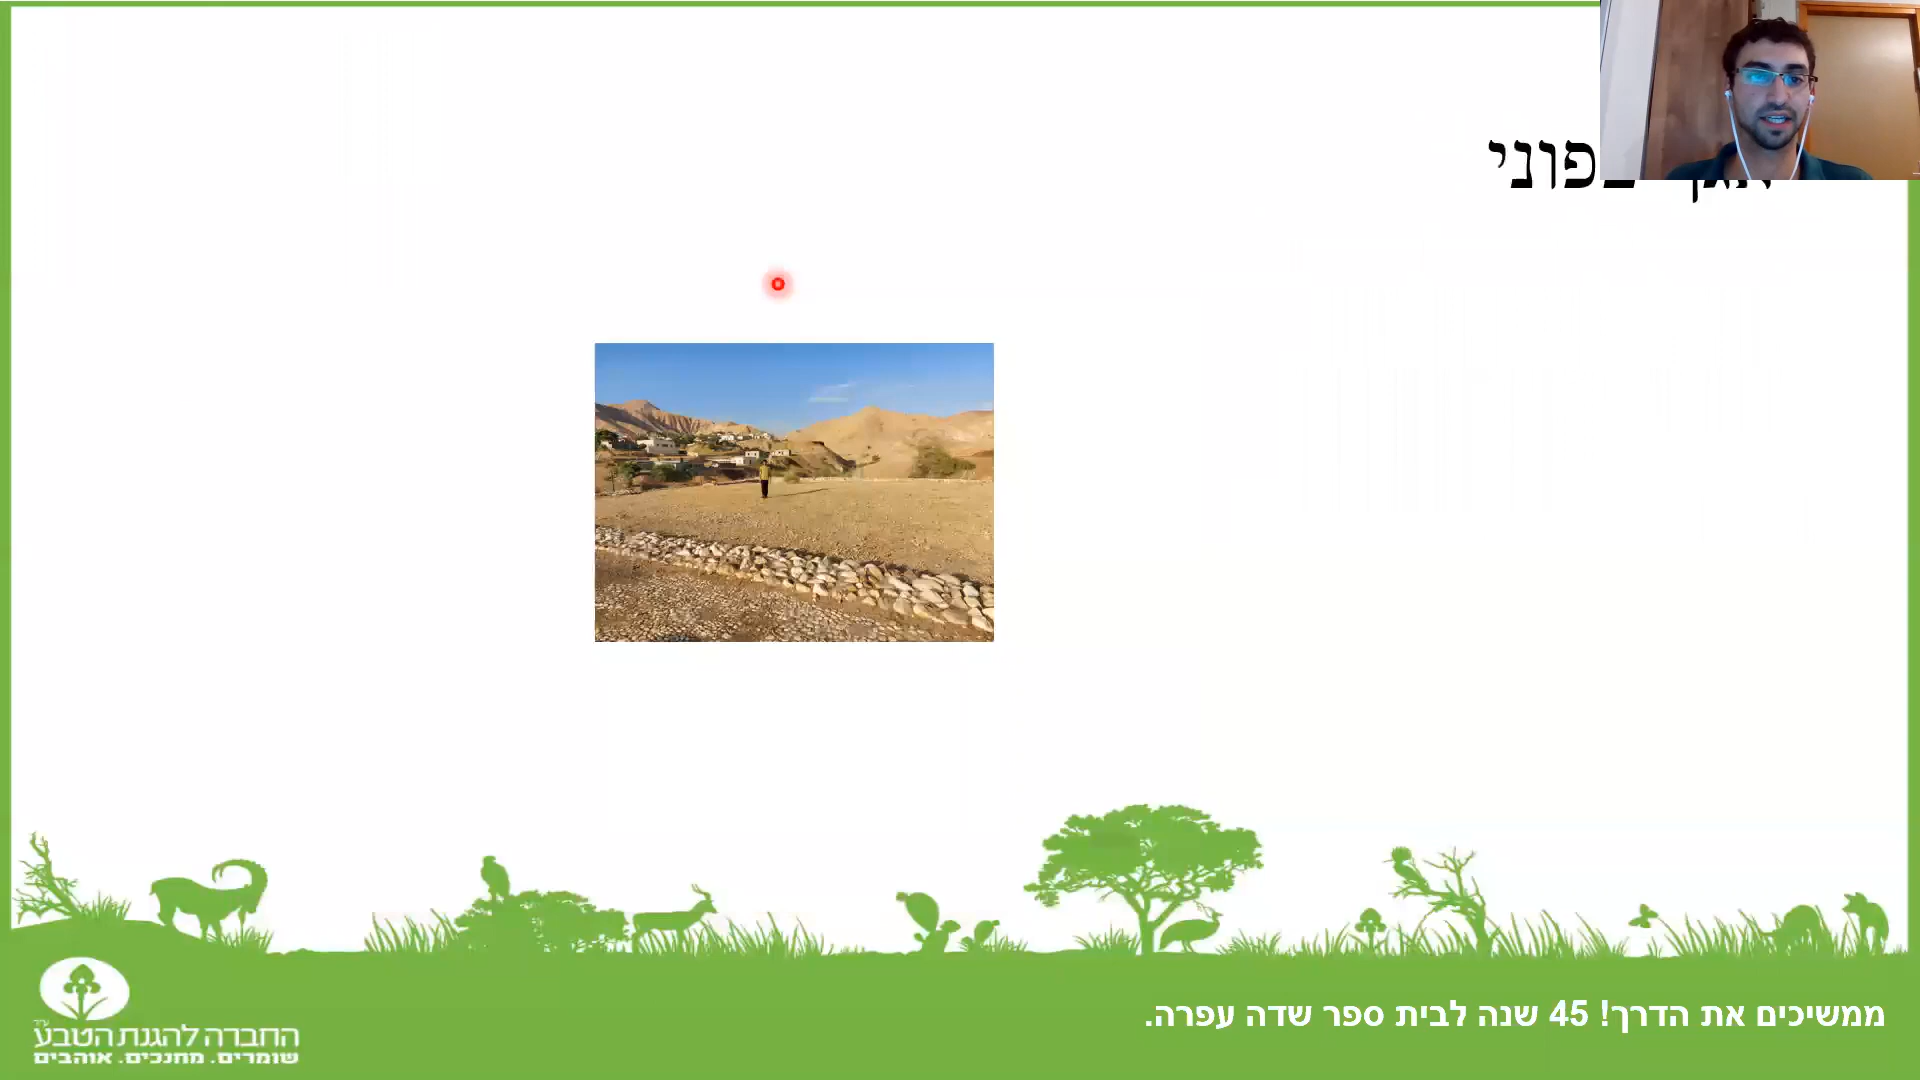 פוני
ממשיכים את הדרך! 45 שנה לבית ספר שדה עפרה.
החברה להגנת הטבע
שומרים. מחנכים. אוהבים